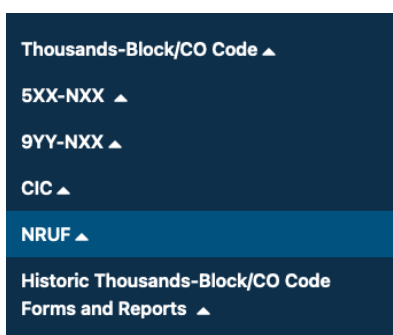 Thousands-Block/CO Code
5XX-NXX
9YY-NXX
CIC
NRUF
Historic Thousands-Block/CO Code
Forms and Reports